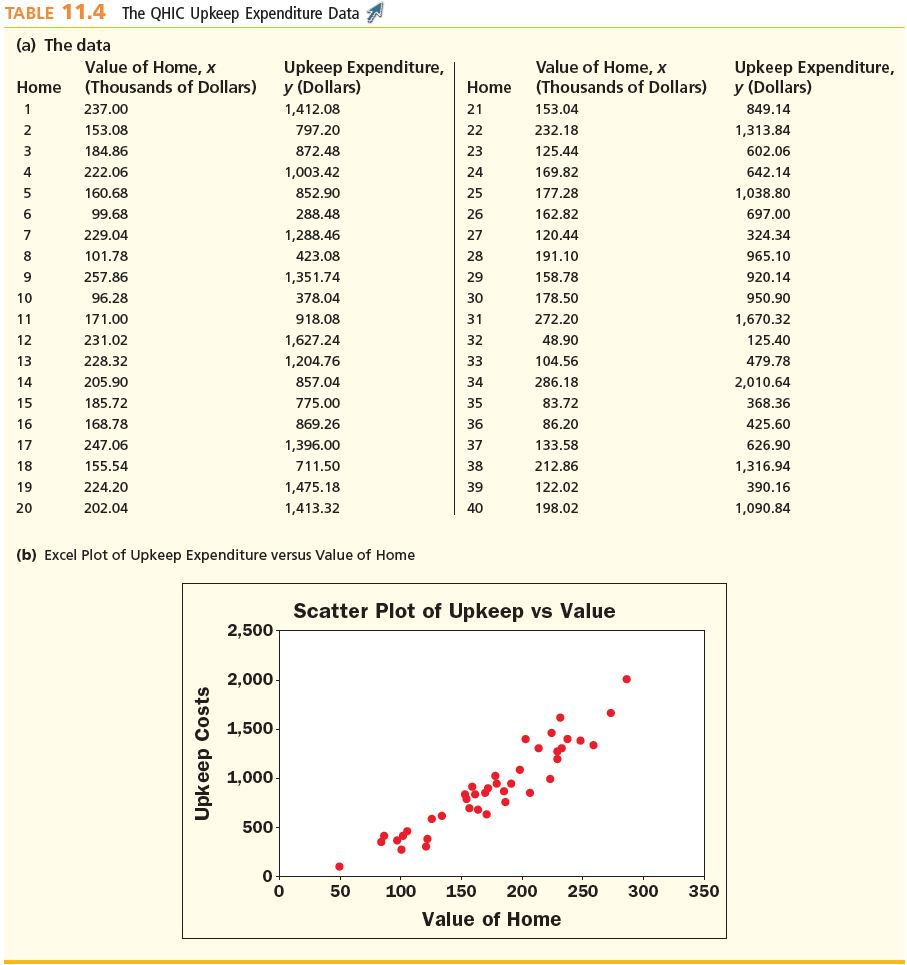 TABLE 11.4 The QHIC Upkeep Expenditure Data
(a) The data
Value of Home, x Upkeep Expenditure, Value of Home, x Upkeep Expenditure,
Home (Thousands of Dollars) y (Dollars) Home (Thousands of Dollars) y (Dollars)
1 237.00 1,412.08 21 153.04 849.14
2 153.08 797.20 22 232.18 1,313.84
3 184.86 872.48 23 125.44 602.06
4 222.06 1,003.42 24 169.82 642.14
5 160.68 852.90 25 177.28 1,038.80
6 99.68 288.48 26 162.82 697.00
7 229.04 1,288.46 27 120.44 324.34
8 101.78 423.08 28 191.10 965.10
9 257.86 1,351.74 29 158.78 920.14
10 96.28 378.04 30 178.50 950.90
11 171.00 918.08 31 272.20 1,670.32
12 231.02 1,627.24 32 48.90 125.40
13 228.32 1,204.76 33 104.56 479.78
14 205.90 857.04 34 286.18 2,010.64
15 185.72 775.00 35 83.72 368.36
16 168.78 869.26 36 86.20 425.60
17 247.06 1,396.00 37 133.58 626.90
18 155.54 711.50 38 212.86 1,316.94
19 224.20 1,475.18 39 122.02 390.16
20 202.04 1,413.32 40 198.02 1,090.84
(b) Excel Plot of Upkeep Expenditure versus Value of Home
Scatter Plot of Upkeep vs Value
2,500
2,000
1,500
1,000
500
0
Upkeep Costs
0 50 100 150 200 250 300 350
Value of Home